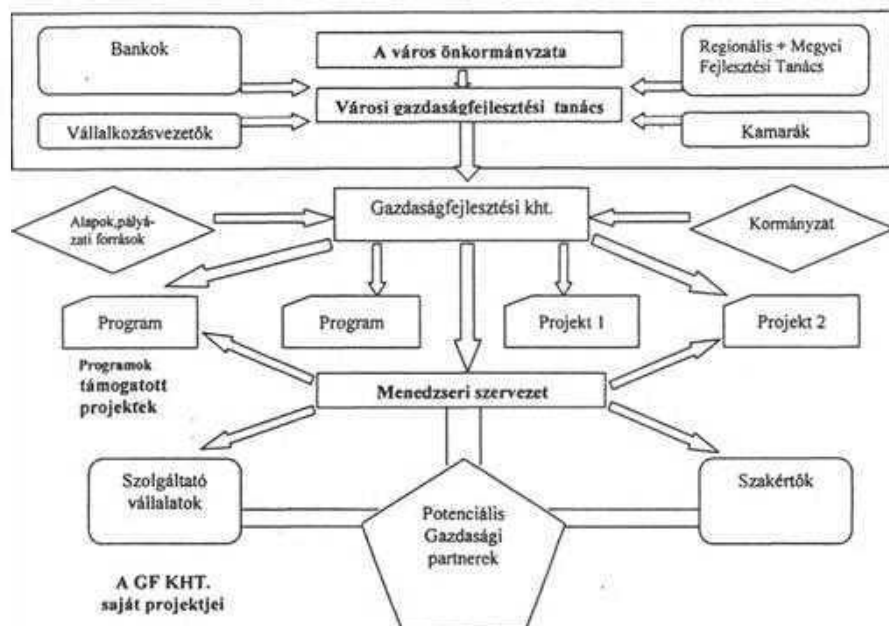 Bankok
A város önkormányzata
Regionális + Megyei
Fejlesztési Tanács
Városi gazdaságfejlesztési tanács
Vállalkozásvezetők
Kamarák
Gazdaságfejlesztési kht.
Alapok,pályá-
zati források
Kormányzat
Program
Program
Projekt 1
Projekt 2
Programok
támogatott
projektek
Menedzseri szervezet
Szolgáltató
vállalatok
Potenciális
Gazdasági
partnerek
Szakértők
A GF KHT.
saját projektjei